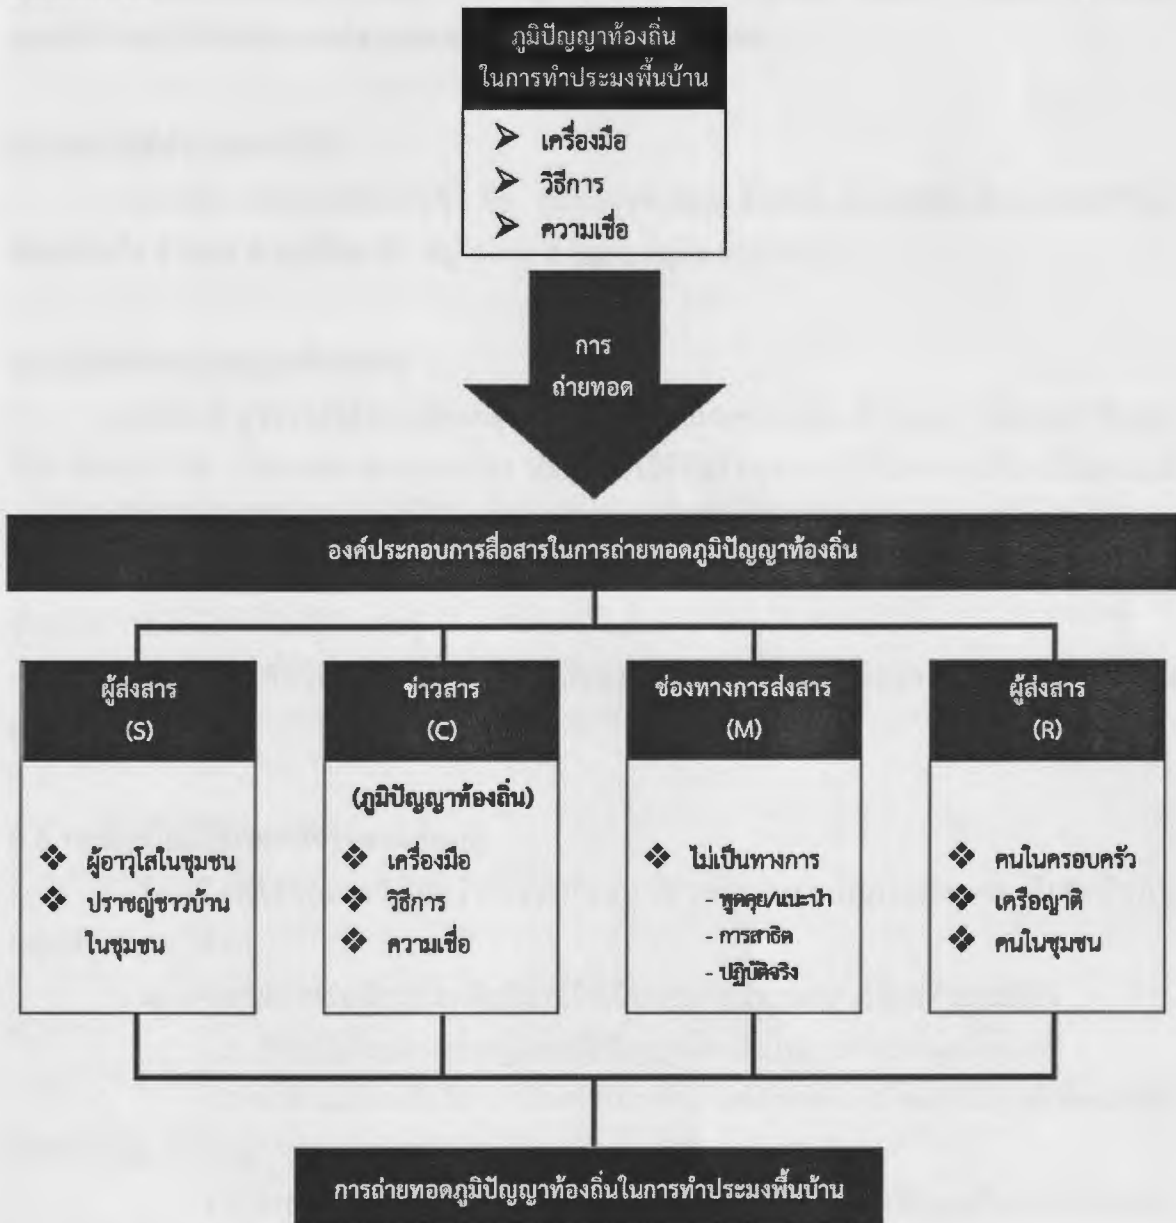 ภูมิปัญญาท้องถิ่น
ในการทำประมงพื้นบ้าน
➢ เครื่องมือ
➢ วิธีการ
➢ ความเชื่อ
การ
ถ่ายทอด
องค์ประกอบการสื่อสารในการถ่ายทอดภูมิปัญญาท้องถิ่น
ผู้ส่งสาร
(S)
❖ ผู้อาวุโสในชุมชน
❖ ปราชญ์ชาวบ้าน
ในชุมชน
ข่าวสาร
(C)
(ภูมิปัญญาท้องถิ่น)
❖ เครื่องมือ
❖ วิธีการ
❖ ความเชื่อ
ช่องทางการส่งสาร
(M)
❖ ไม่เป็นทางการ
- พูดคุย/แนะนำ
- การสาธิต
- ปฏิบัติจริง
ผู้ส่งสาร
(R)
❖ คนในครอบครัว
❖ เครือญาติ
❖ คนในชุมชน
การถ่ายทอดภูมิปัญญาท้องถิ่นในการทำประมงพื้นบ้าน